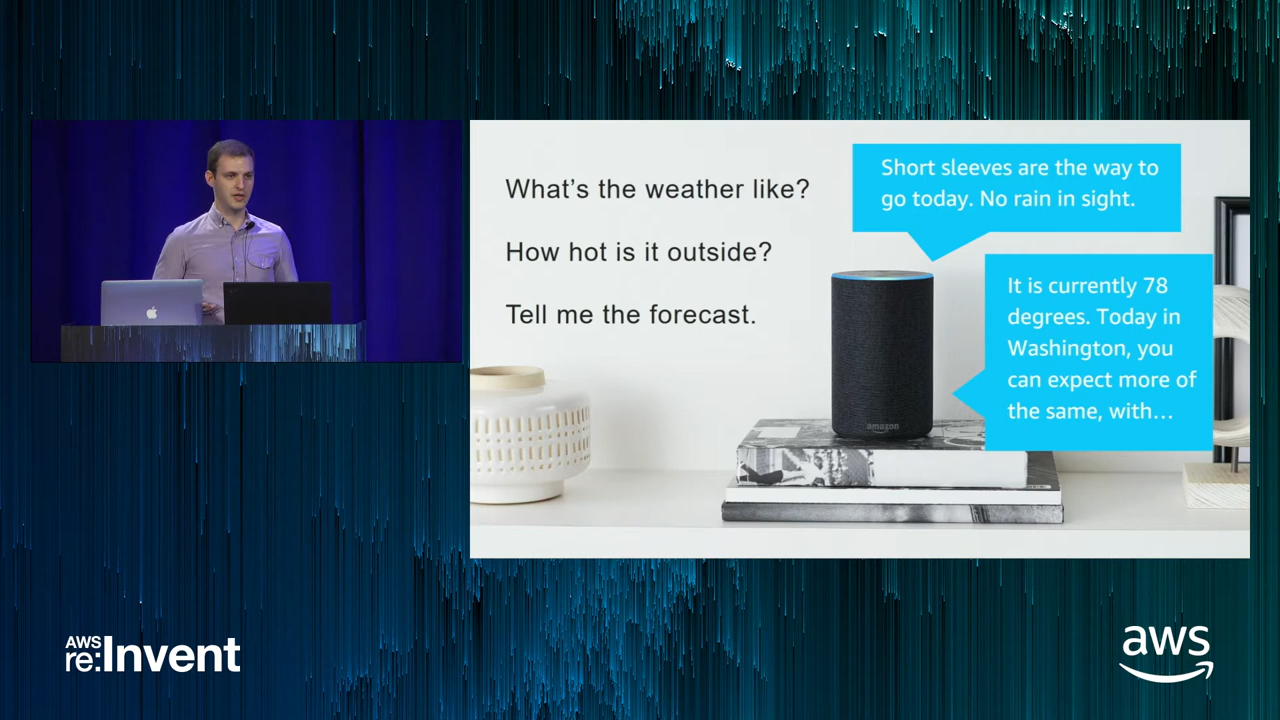 What's the weather like?
How hot is it outside?
Tell me the forecast.
Short sleeves are the way to
go today. No rain in sight.
It is currently 78
degrees. Today in
Washington, you
can expect more of
the same, with...
amazon
AWS
re:Invent
aws